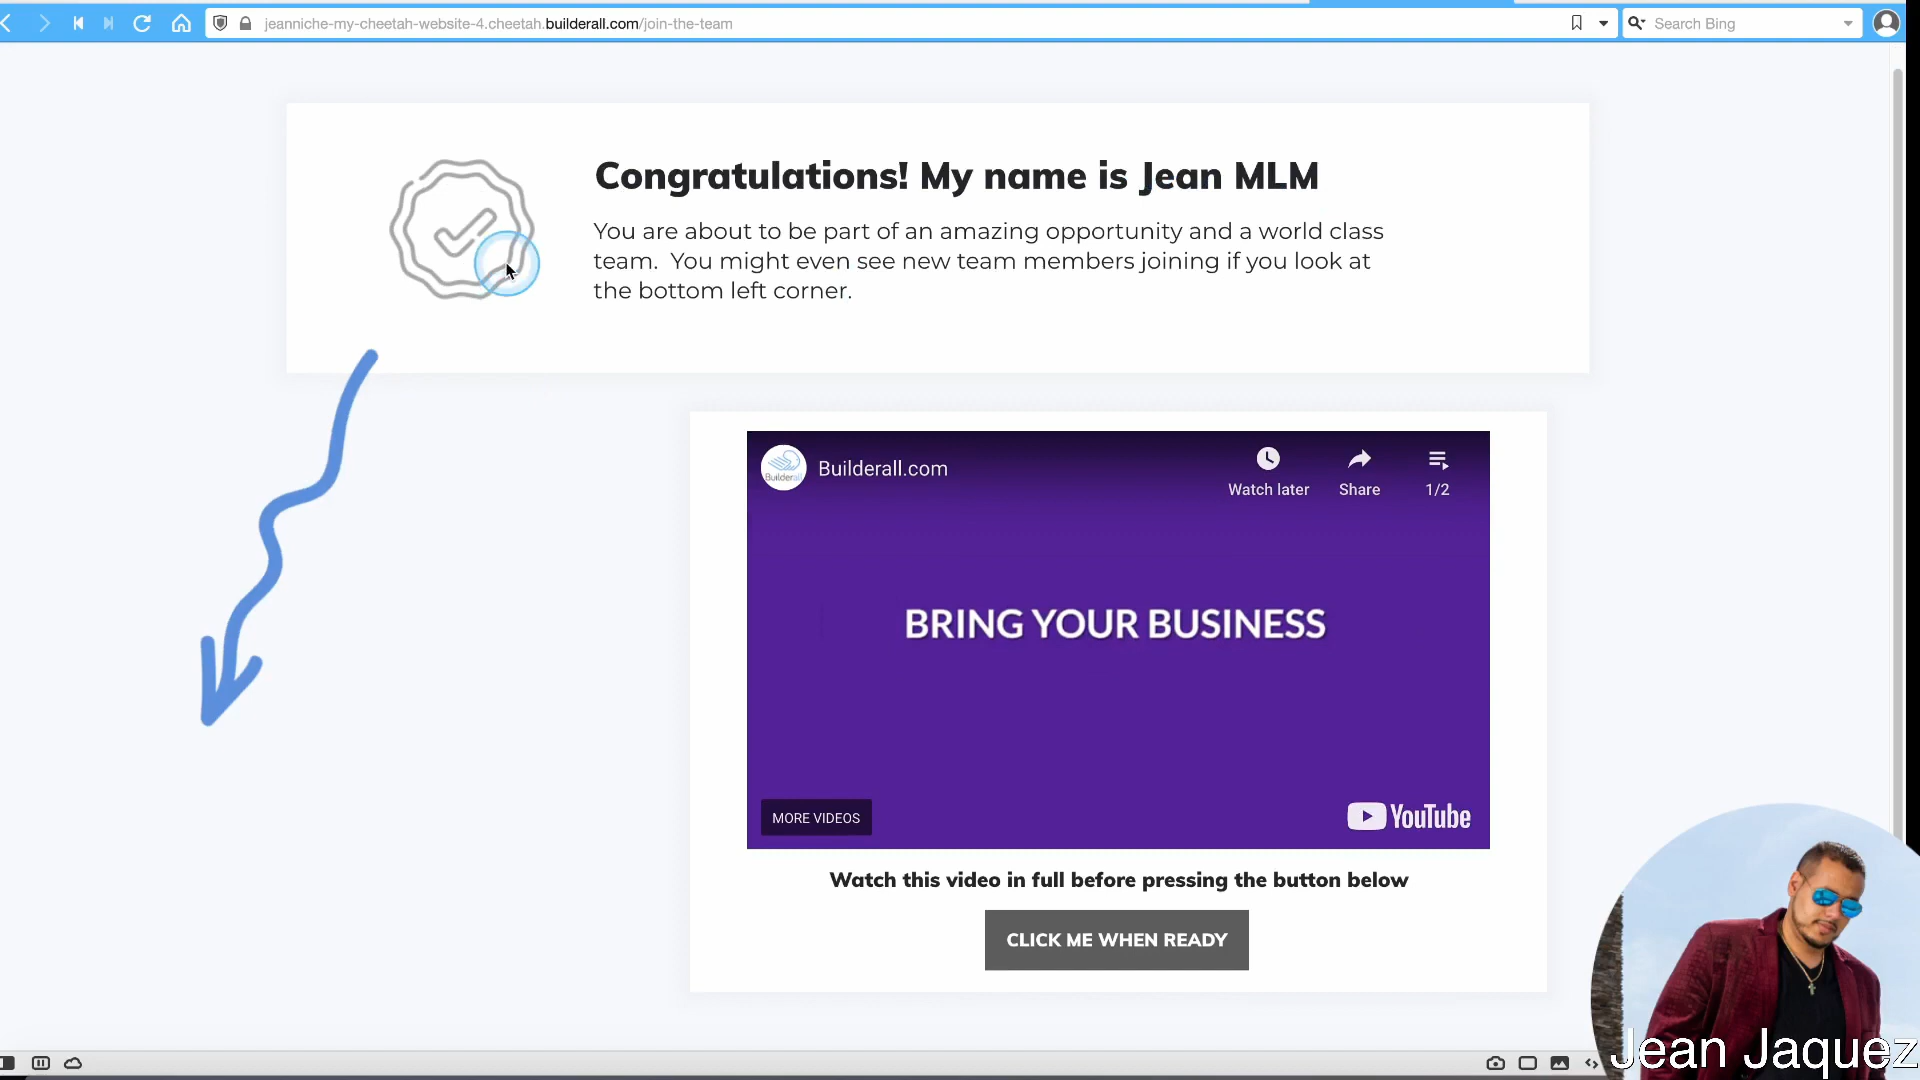 jeanniche-my-cheetah-website-4.cheetah.builderall.com/join-the-team
Search Bing
Congratulations! My name is Jean MLM
You are about to be part of an amazing opportunity and a world class
team.  You might even see new team members joining if you look at
the bottom left corner.
Builderall
Builderall.com
Watch later
Share
1/2
BRING YOUR BUSINESS
MORE VIDEOS
YouTube
Watch this video in full before pressing the button below
CLICK ME WHEN READY
Jean Jaquez